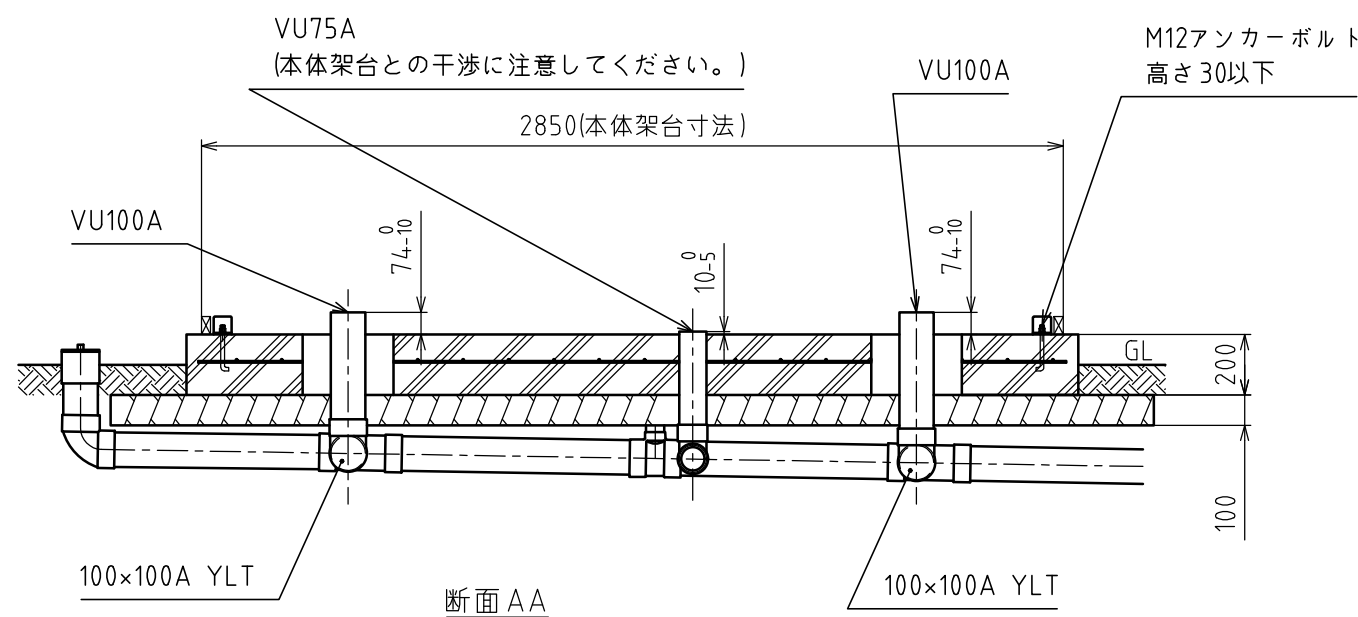 VU75A
(本体架台との干渉に注意してください。)
VU100A
M12アンカーボルト
高さ30以下
2850(本体架台寸法)
VU100A
74 0 -10
10 0 -5
74 0 -10
GL
200
100
100×100A YLT
断面AA
100×100A YLT